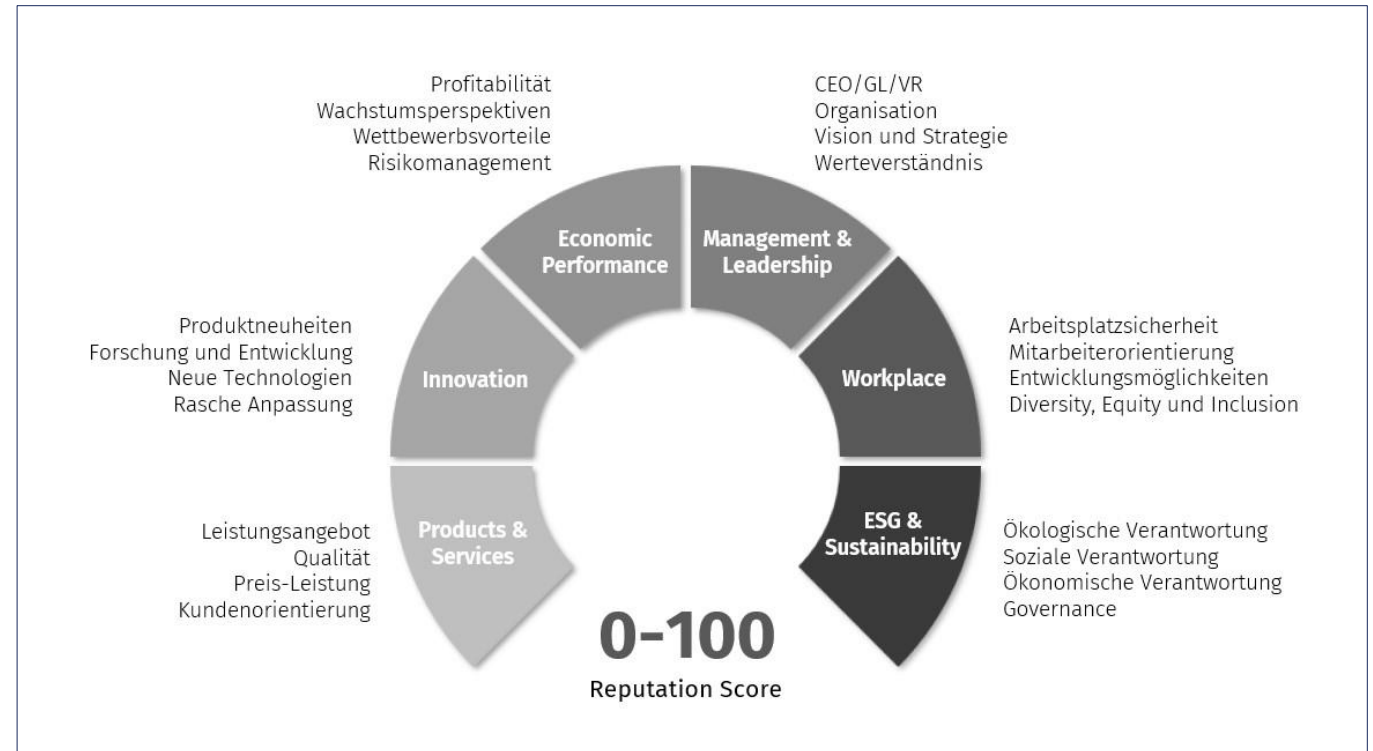 Profitabilität
Wachstumsperspektiven
Wettbewerbsvorteile
Risikomanagement
CEO/GL/VR
Organisation
Vision und Strategie
Werteverständnis
Economic
Performance
Management &
Leadership
Produktneuheiten
Forschung und Entwicklung
Neue Technologien
Rasche Anpassung
Innovation
Workplace
Arbeitsplatzsicherheit
Mitarbeiterorientierung
Entwicklungsmöglichkeiten
Diversity, Equity und Inclusion
Leistungsangebot
Qualität
Preis-Leistung
Kundenorientierung
Products &
Services
ESG &
Sustainability
Ökologische Verantwortung
Soziale Verantwortung
Ökonomische Verantwortung
Governance
0-100
Reputation Score